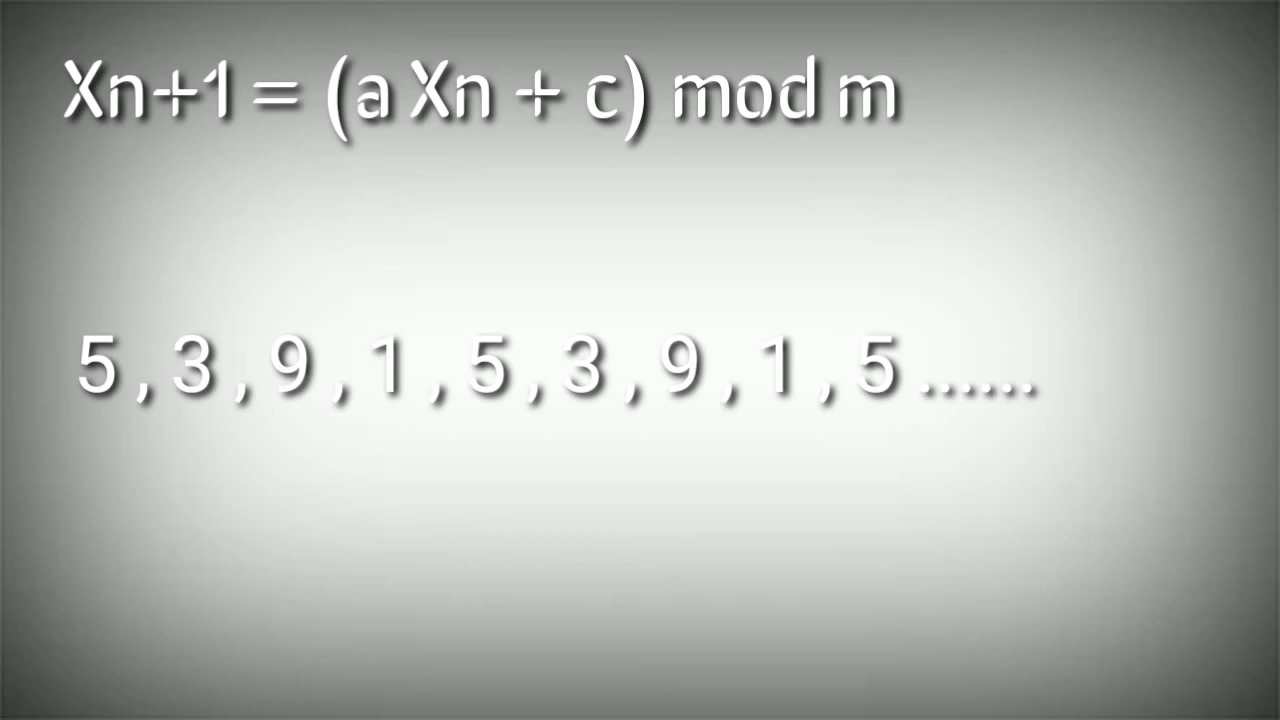 Xn+1 = (a Xn + c) mod m
5 , 3 , 9 , 1 , 5 , 3 , 9 , 1 , 5 ......